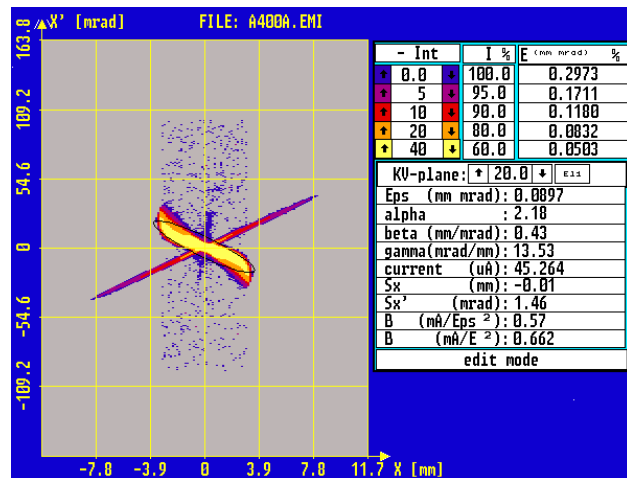 X' [mrad] FILE: A400A.EMI
163.8
109.2
54.6
0
-54.6
-109.2
-7.8 -3.9 0 3.9 7.8 11.7 X [mm]
- Int I % E (mm mrad) %
0.0 100.0 0.2973
5 95.0 0.1711
10 90.0 0.1180
20 80.0 0.0832
40 60.0 0.0503
KV-plane: 20.0 Ell
Eps (mm mrad): 0.0897
alpha : 2.18
beta (mm/mrad): 0.43
gamma(mrad/mm): 13.53
current (uA): 45.264
Sx (mm): -0.01
Sx' (mrad): 1.46
B (mA/Eps ²): 0.57
B (mA/E ²): 0.662
edit mode